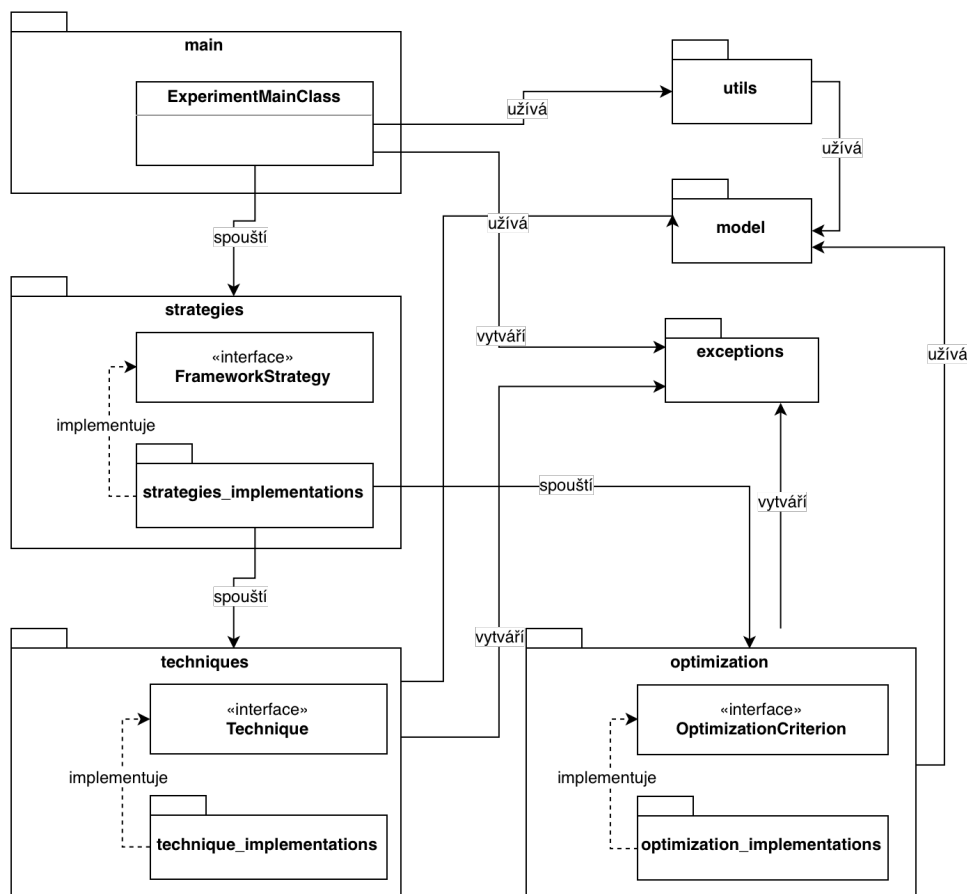 main
ExperimentMainClass
utils
užívá
užívá
model
užívá
spouští
strategies
«interface»
FrameworkStrategy
vytváří
exceptions
užívá
implementuje
strategies_implementations
spouští
vytváří
spouští
vytváří
techniques
«interface»
Technique
implementuje
technique_implementations
optimization
«interface»
OptimizationCriterion
implementuje
optimization_implementations